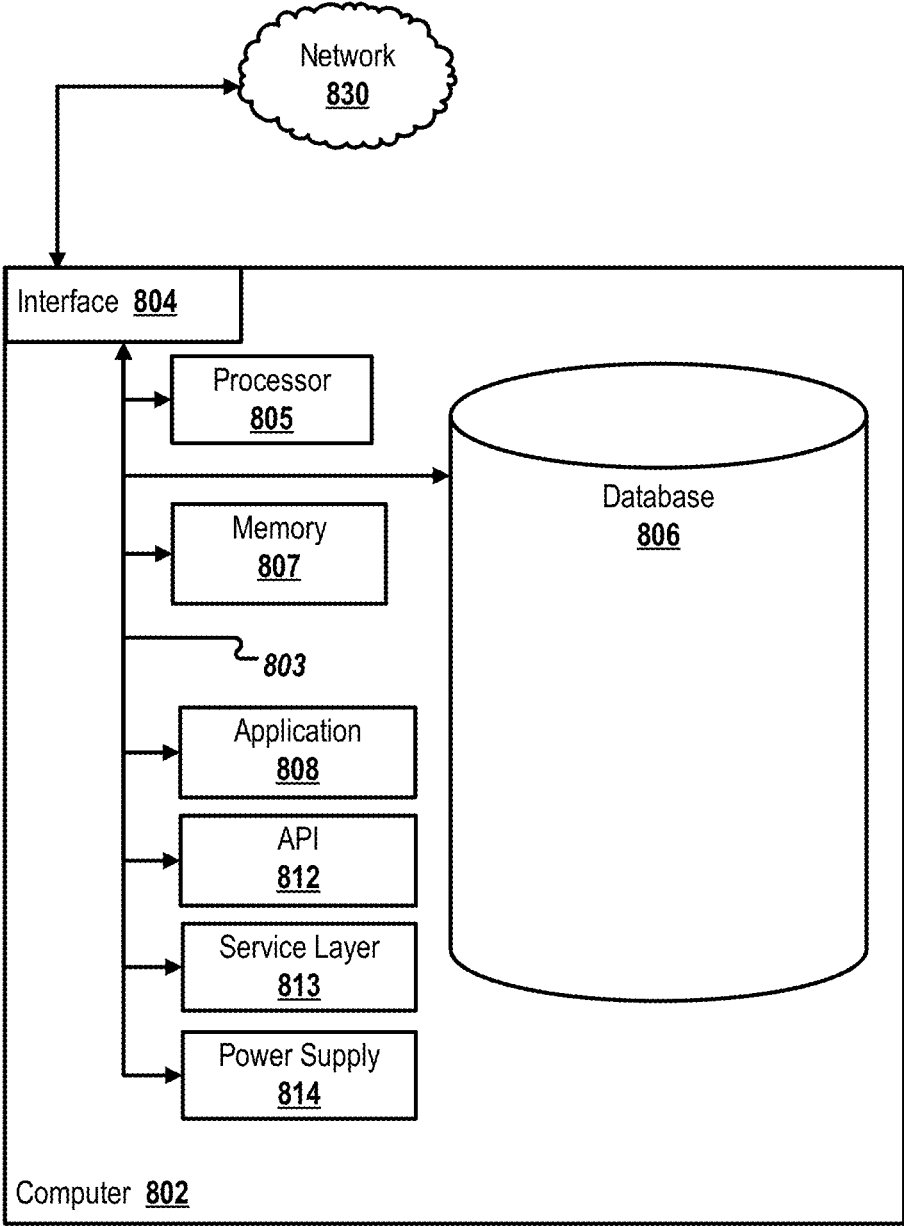 Network
830
Interface 804
Processor
805
Database
806
Memory
807
803
Application
808
API
812
Service Layer
813
Power Supply
814
Computer 802